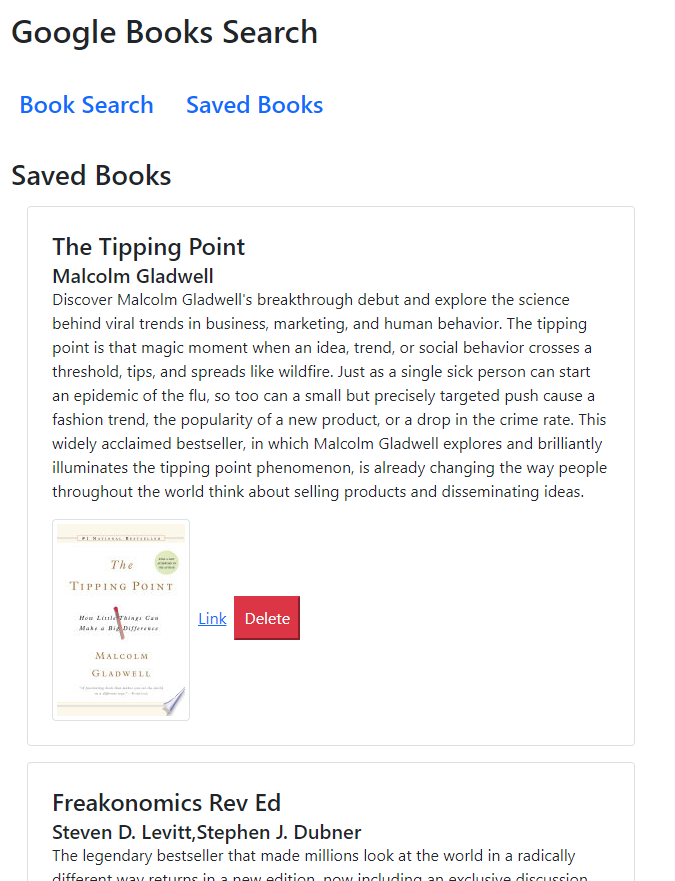 Google Books Search
Book Search Saved Books
Saved Books
The Tipping Point
Malcolm Gladwell
Discover Malcolm Gladwell's breakthrough debut and explore the science
behind viral trends in business, marketing, and human behavior. The tipping
point is that magic moment when an idea, trend, or social behavior crosses a
threshold, tips, and spreads like wildfire. Just as a single sick person can start
an epidemic of the flu, so too can a small but precisely targeted push cause a
fashion trend, the popularity of a new product, or a drop in the crime rate. This
widely acclaimed bestseller, in which Malcolm Gladwell explores and brilliantly
illuminates the tipping point phenomenon, is already changing the way people
throughout the world think about selling products and disseminating ideas.
#1 National Bestseller
The
Tipping Point
How Little Things Can
Make a Big Difference
Malcolm
Gladwell
Link Delete
Freakonomics Rev Ed
Steven D. Levitt,Stephen J. Dubner
The legendary bestseller that made millions look at the world in a radically
different way returns in a new edition, now including an exclusive discussion